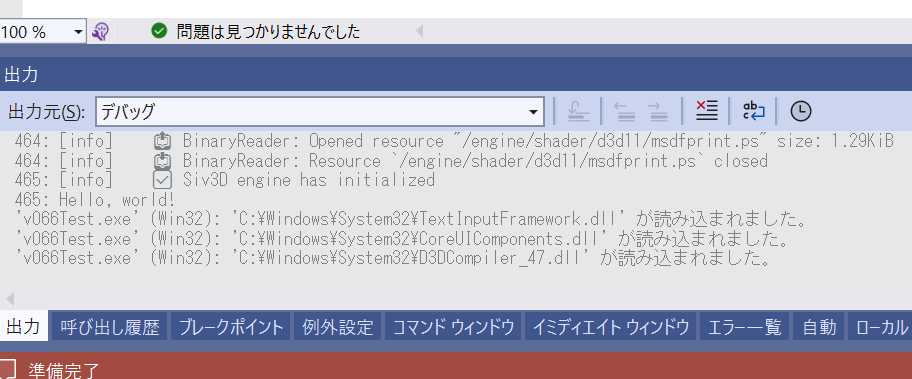 100 %
問題は見つかりませんでした
出力
出力元(S): デバッグ
464: [info] BinaryReader: Opened resource "/engine/shader/d3d11/msdfprint.ps" size: 1.29KiB
464: [info] BinaryReader: Resource `/engine/shader/d3d11/msdfprint.ps` closed
465: [info] Siv3D engine has initialized
465: Hello, world!
'v066Test.exe' (Win32): 'C:¥Windows¥System32¥TextInputFramework.dll' が読み込まれました。
'v066Test.exe' (Win32): 'C:¥Windows¥System32¥CoreUIComponents.dll' が読み込まれました。
'v066Test.exe' (Win32): 'C:¥Windows¥System32¥D3DCompiler_47.dll' が読み込まれました。
出力 呼び出し履歴 ブレークポイント 例外設定 コマンド ウィンドウ イミディエイト ウィンドウ エラー一覧 自動 ローカル
準備完了